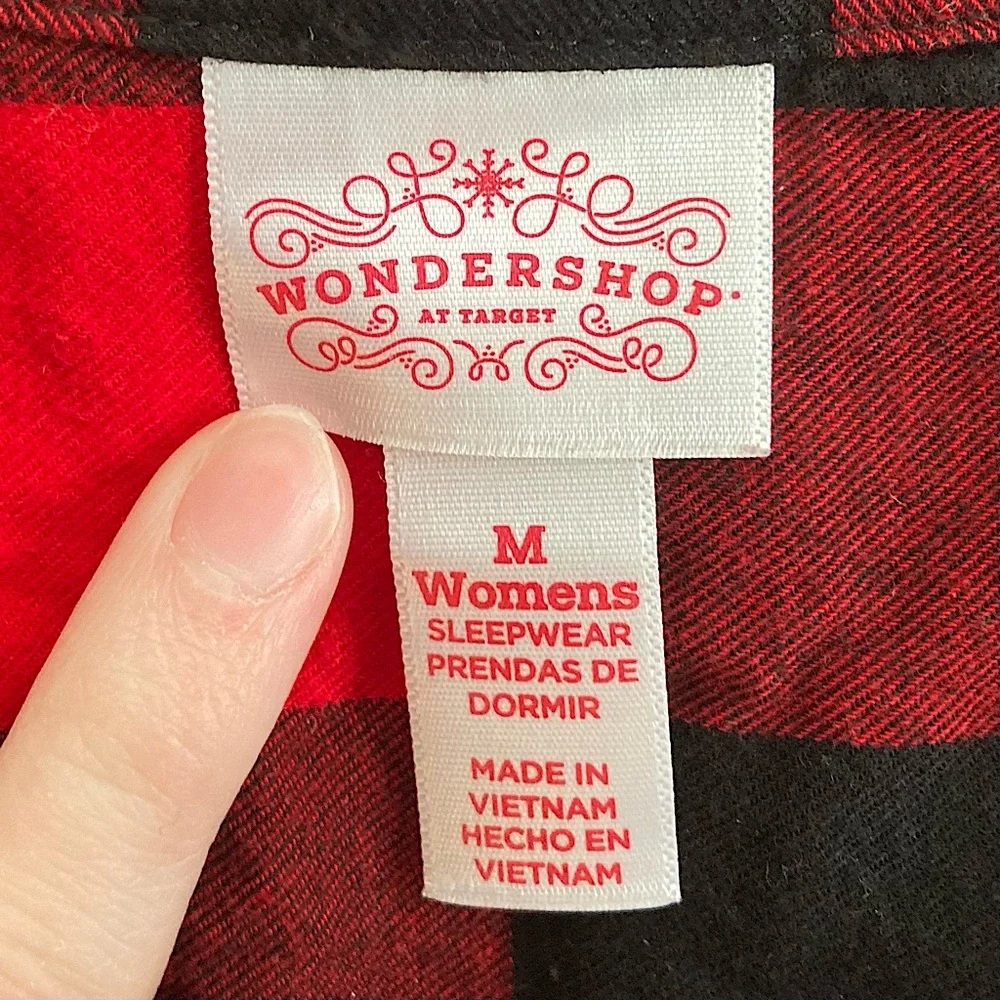 WONDERSHOP
AT TARGET
M
Womens
SLEEPWEAR
PRENDAS DE
DORMIR
MADE IN
VIETNAM
HECHO EN
VIETNAM